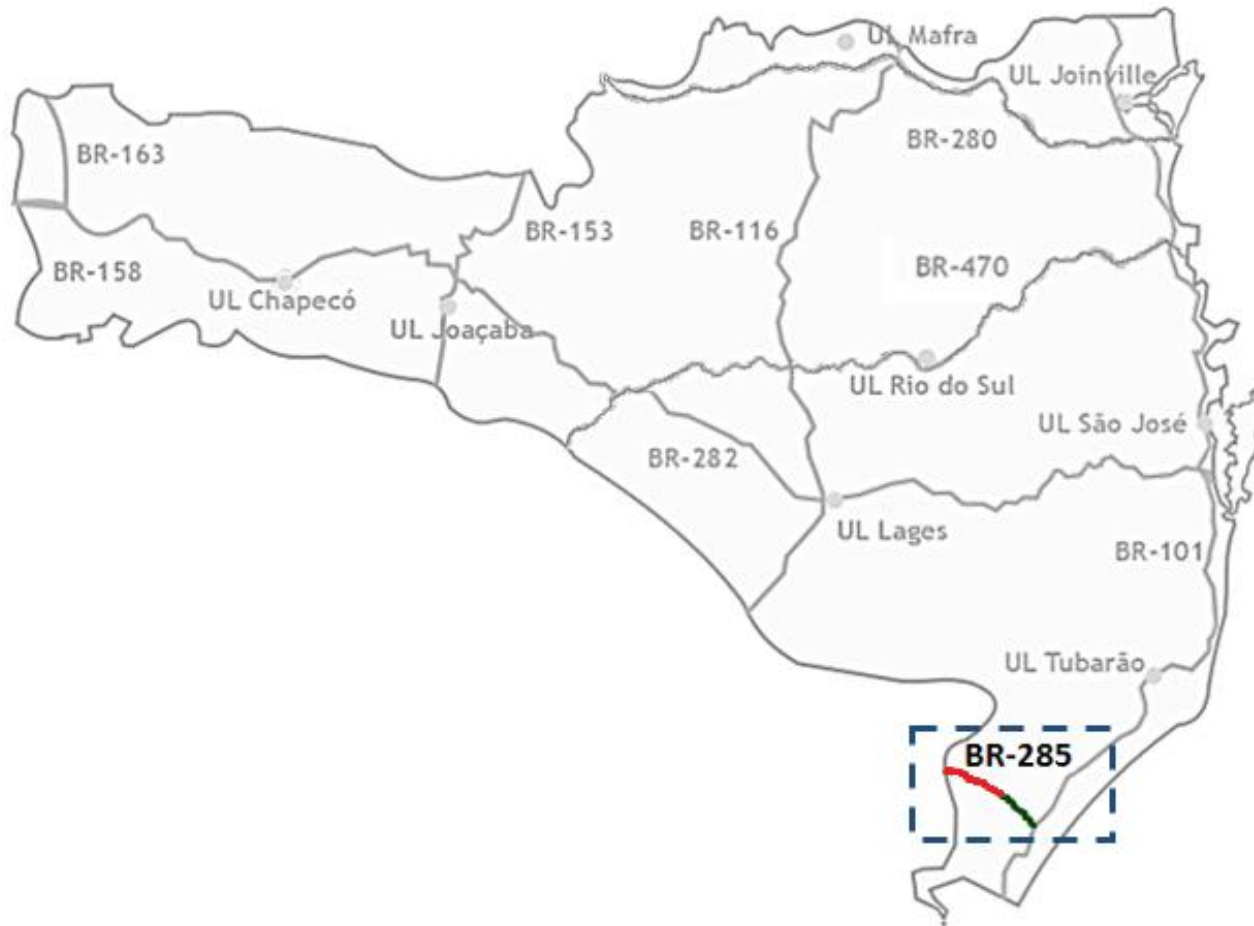 UL Mafra
UL Joinville
BR-163
BR-280
BR-153
BR-116
BR-158
BR-470
UL Chapecó
UL Joaçaba
UL Rio do Sul
UL São José
BR-282
UL Lages
BR-101
UL Tubarão
BR-285